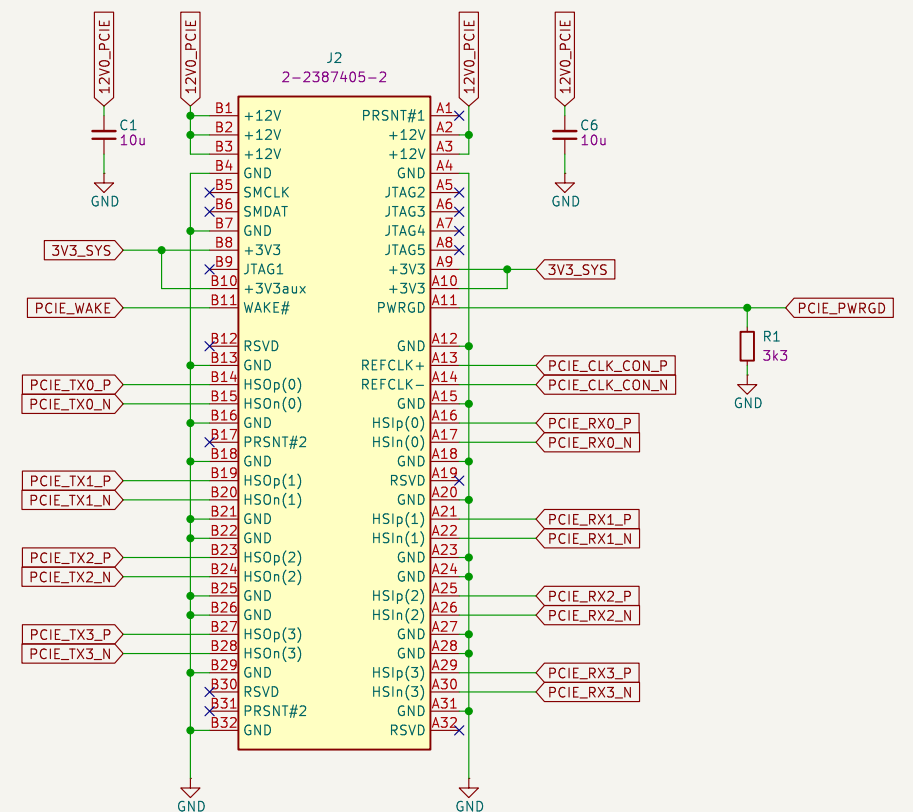 12V0_PCIE
12V0_PCIE
12V0_PCIE
12V0_PCIE
J2
2-2387405-2
C1
10u
GND
C6
10u
GND
B1 +12V PRSNT#1 A1
B2 +12V +12V A2
B3 +12V +12V A3
B4 GND GND A4
B5 SMCLK JTAG2 A5
B6 SMDAT JTAG3 A6
B7 GND JTAG4 A7
3V3_SYS B8 +3V3 JTAG5 A8
B9 JTAG1 +3V3 A9 3V3_SYS
B10 +3V3aux +3V3 A10
PCIE_WAKE B11 WAKE# PWRGD A11 PCIE_PWRGD
R1
3k3
GND
B12 RSVD GND A12
B13 GND REFCLK+ A13 PCIE_CLK_CON_P
PCIE_TX0_P B14 HSOp(0) REFCLK- A14 PCIE_CLK_CON_N
PCIE_TX0_N B15 HSOn(0) GND A15
B16 GND HSIp(0) A16 PCIE_RX0_P
B17 PRSNT#2 HSIn(0) A17 PCIE_RX0_N
B18 GND GND A18
PCIE_TX1_P B19 HSOp(1) RSVD A19
PCIE_TX1_N B20 HSOn(1) GND A20
B21 GND HSIp(1) A21 PCIE_RX1_P
B22 GND HSIn(1) A22 PCIE_RX1_N
PCIE_TX2_P B23 HSOp(2) GND A23
PCIE_TX2_N B24 HSOn(2) GND A24
B25 GND HSIp(2) A25 PCIE_RX2_P
B26 GND HSIn(2) A26 PCIE_RX2_N
PCIE_TX3_P B27 HSOp(3) GND A27
PCIE_TX3_N B28 HSOn(3) GND A28
B29 GND HSIp(3) A29 PCIE_RX3_P
B30 RSVD HSIn(3) A30 PCIE_RX3_N
B31 PRSNT#2 GND A31
B32 GND RSVD A32
GND
GND